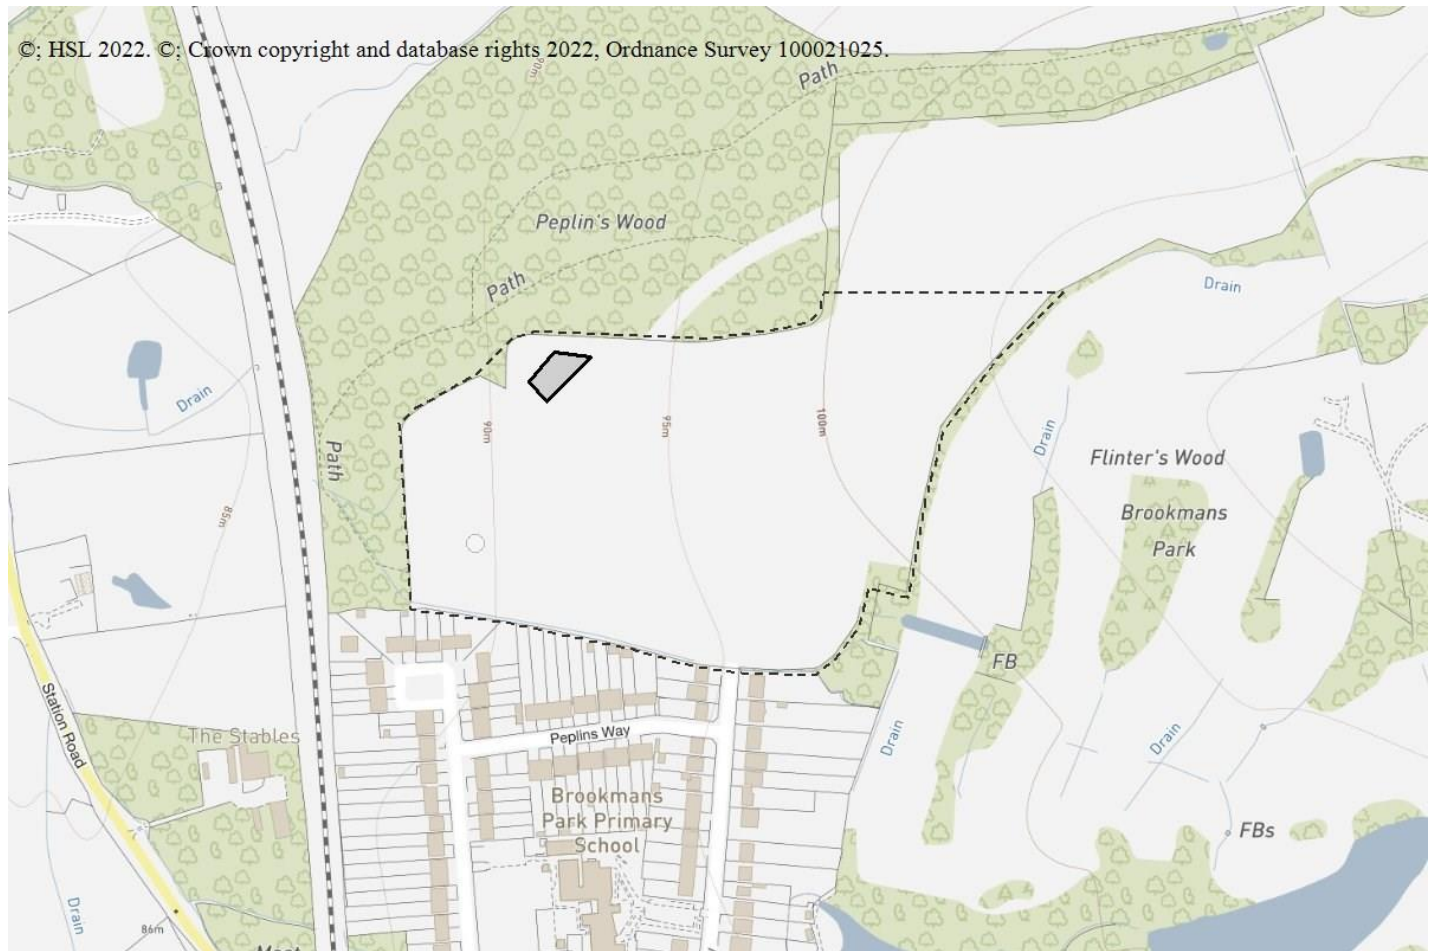 ©; HSL 2022. ©; Crown copyright and database rights 2022, Ordnance Survey 100021025.
90m
Path
Peplin's Wood
Path
Drain
Drain
Path
90m
95m
100m
Drain
Flinter's Wood
Brookmans
Park
85m
FB
Station Road
The Stables
Peplins Way
Drain
Drain
Brookmans
Park Primary
School
FBs
Drain
86m